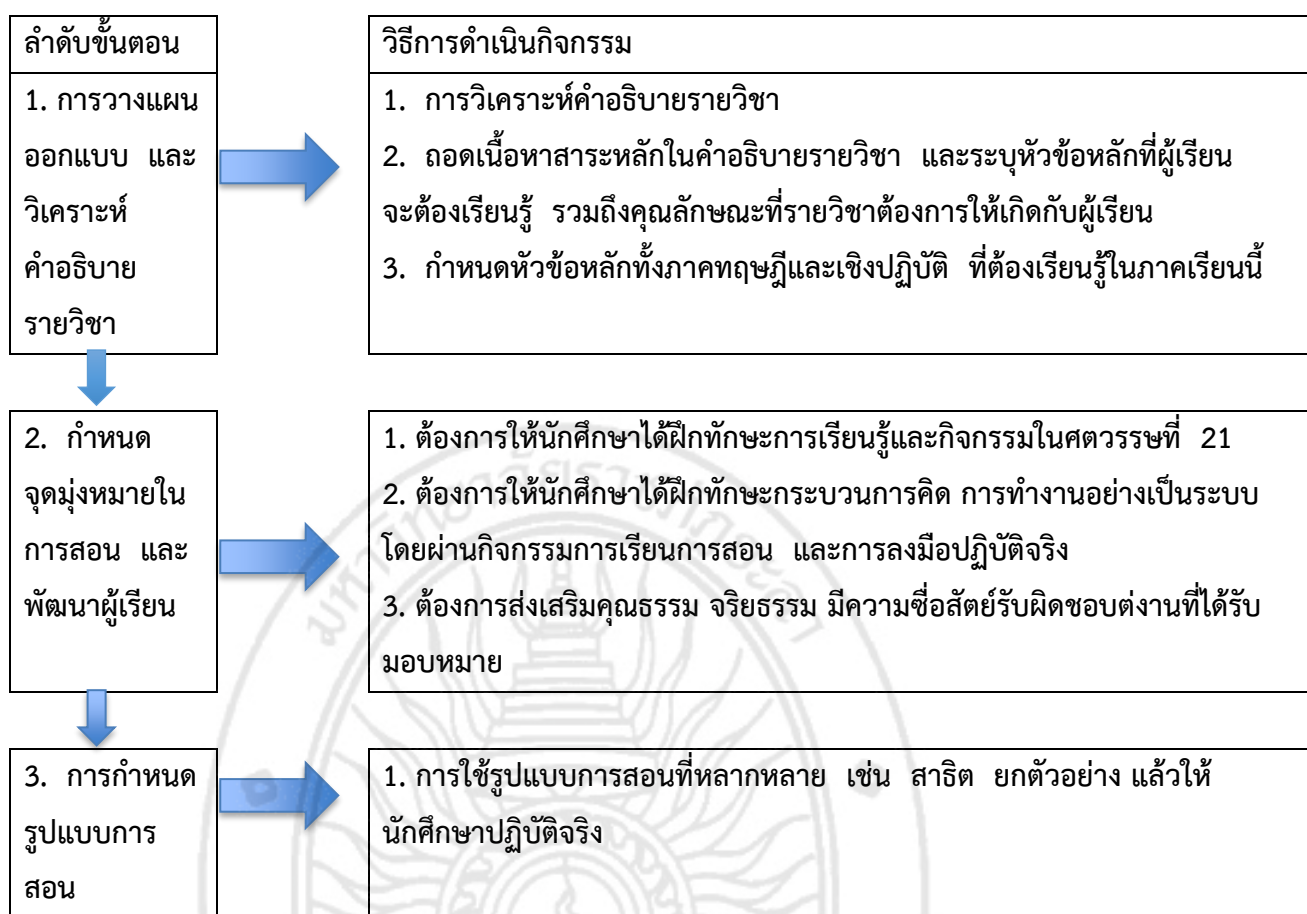 ลำดับขั้นตอน
วิธีการดำเนินกิจกรรม
1. การวางแผน
ออกแบบ และ
วิเคราะห์
คำอธิบาย
รายวิชา
1. การวิเคราะห์คำอธิบายรายวิชา
2. ถอดเนื้อหาสาระหลักในคำอธิบายรายวิชา และระบุหัวข้อหลักที่ผู้เรียน
จะต้องเรียนรู้ รวมถึงคุณลักษณะที่รายวิชาต้องการให้เกิดกับผู้เรียน
3. กำหนดหัวข้อหลักทั้งภาคทฤษฎีและเชิงปฏิบัติ ที่ต้องเรียนรู้ในภาคเรียนนี้
2. กำหนด
จุดมุ่งหมายใน
การสอน และ
พัฒนาผู้เรียน
1. ต้องการให้นักศึกษาได้ฝึกทักษะการเรียนรู้และกิจกรรมในศตวรรษที่ 21
2. ต้องการให้นักศึกษาได้ฝึกทักษะกระบวนการคิด การทำงานอย่างเป็นระบบ
โดยผ่านกิจกรรมการเรียนการสอน และการลงมือปฏิบัติจริง
3. ต้องการส่งเสริมคุณธรรม จริยธรรม มีความซื่อสัตย์รับผิดชอบต่งานที่ได้รับ
มอบหมาย
3. การกำหนด
รูปแบบการ
สอน
1. การใช้รูปแบบการสอนที่หลากหลาย เช่น สาธิต ยกตัวอย่าง แล้วให้
นักศึกษาปฏิบัติจริง